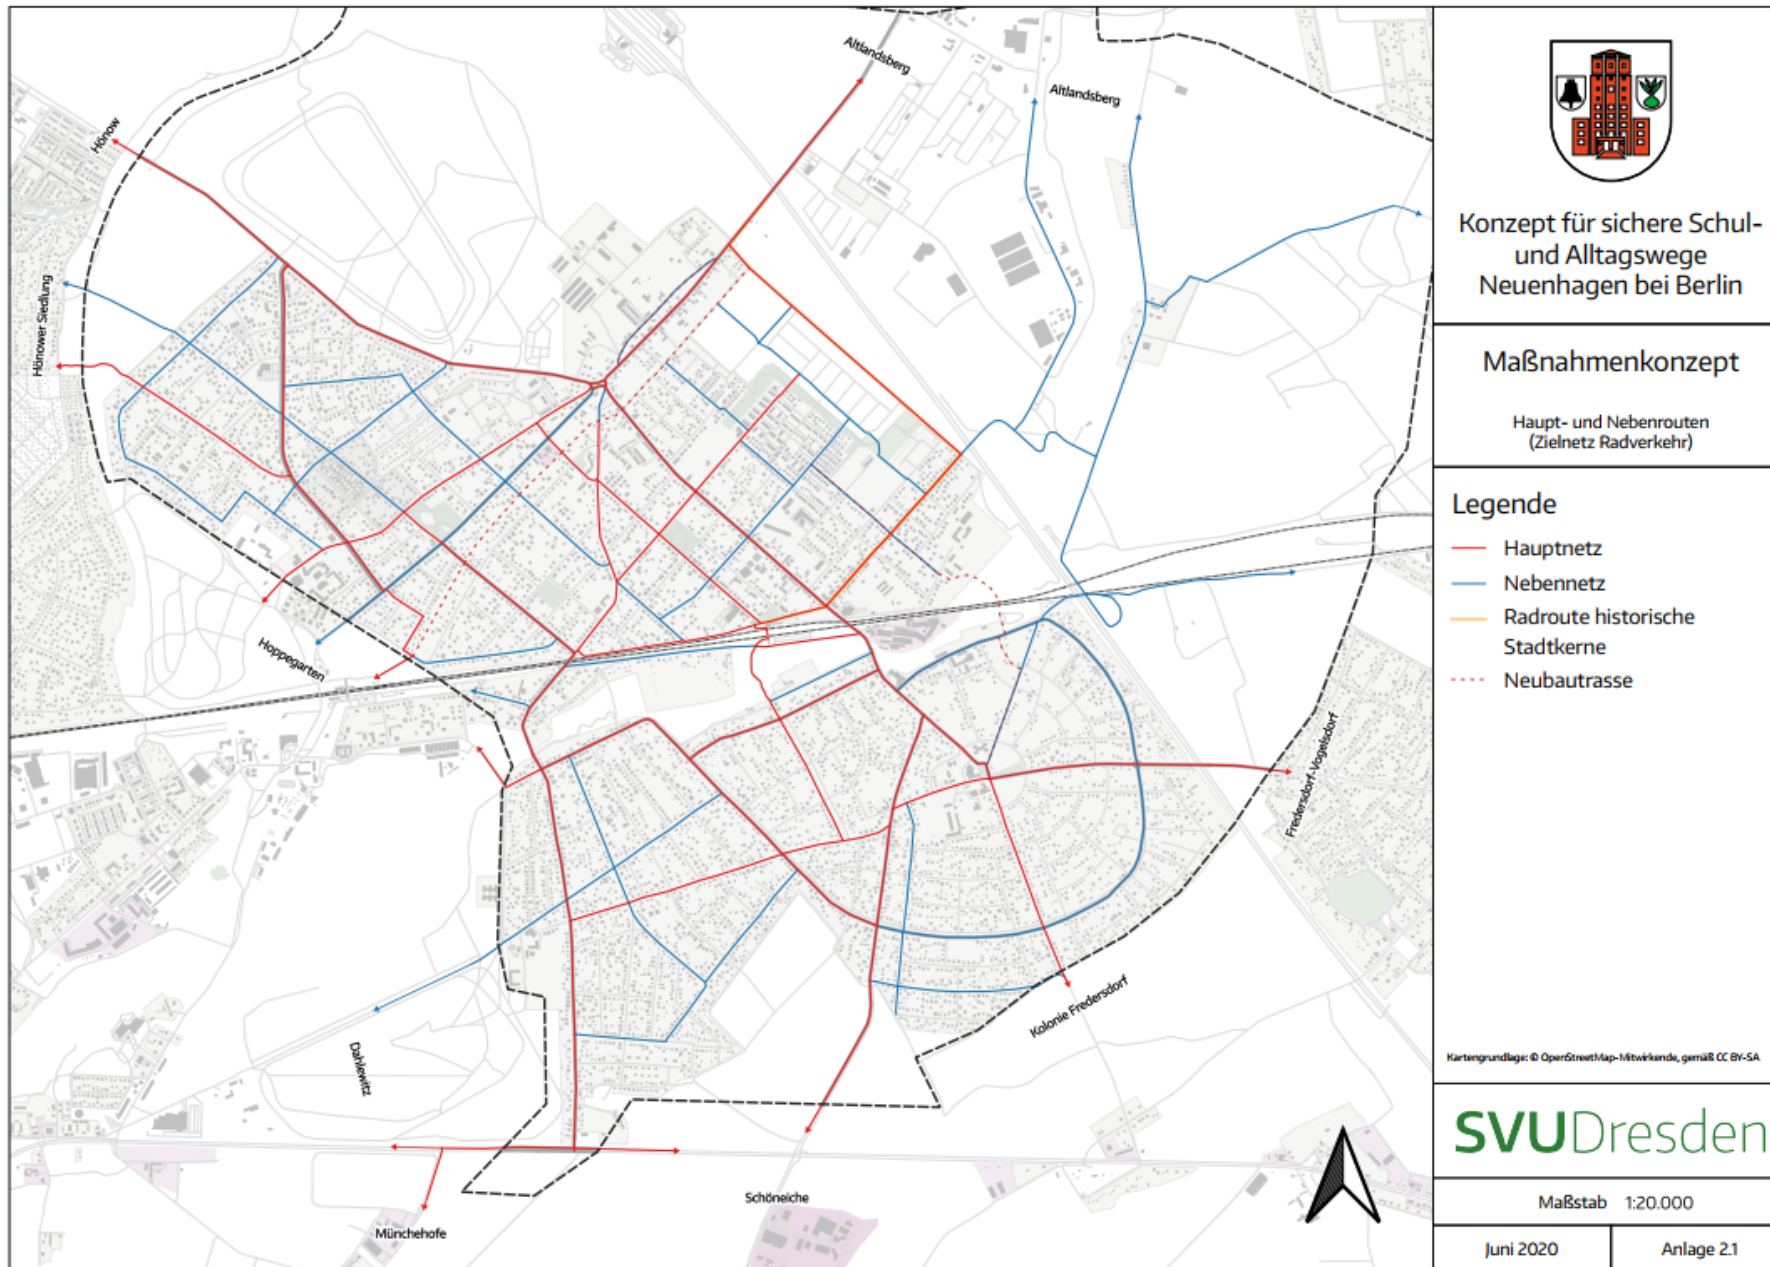 Altlandsberg
Altlandsberg
Hönow
Hönower Siedlung
Hoppegarten
Fredersdorf-Vogelsdorf
Kolonie Fredersdorf
Dahlewitz
Schöneiche
Münchehofe
Konzept für sichere Schul-
und Alltagswege
Neuenhagen bei Berlin
Maßnahmenkonzept
Haupt- und Nebenrouten
(Zielnetz Radverkehr)
Legende
Hauptnetz
Nebennetz
Radroute historische
Stadtkerne
Neubautrasse
Kartengrundlage: © OpenStreetMap-Mitwirkende, gemäß CC BY-SA
SVUDresden
Maßstab 1:20.000
Juni 2020 Anlage 2.1